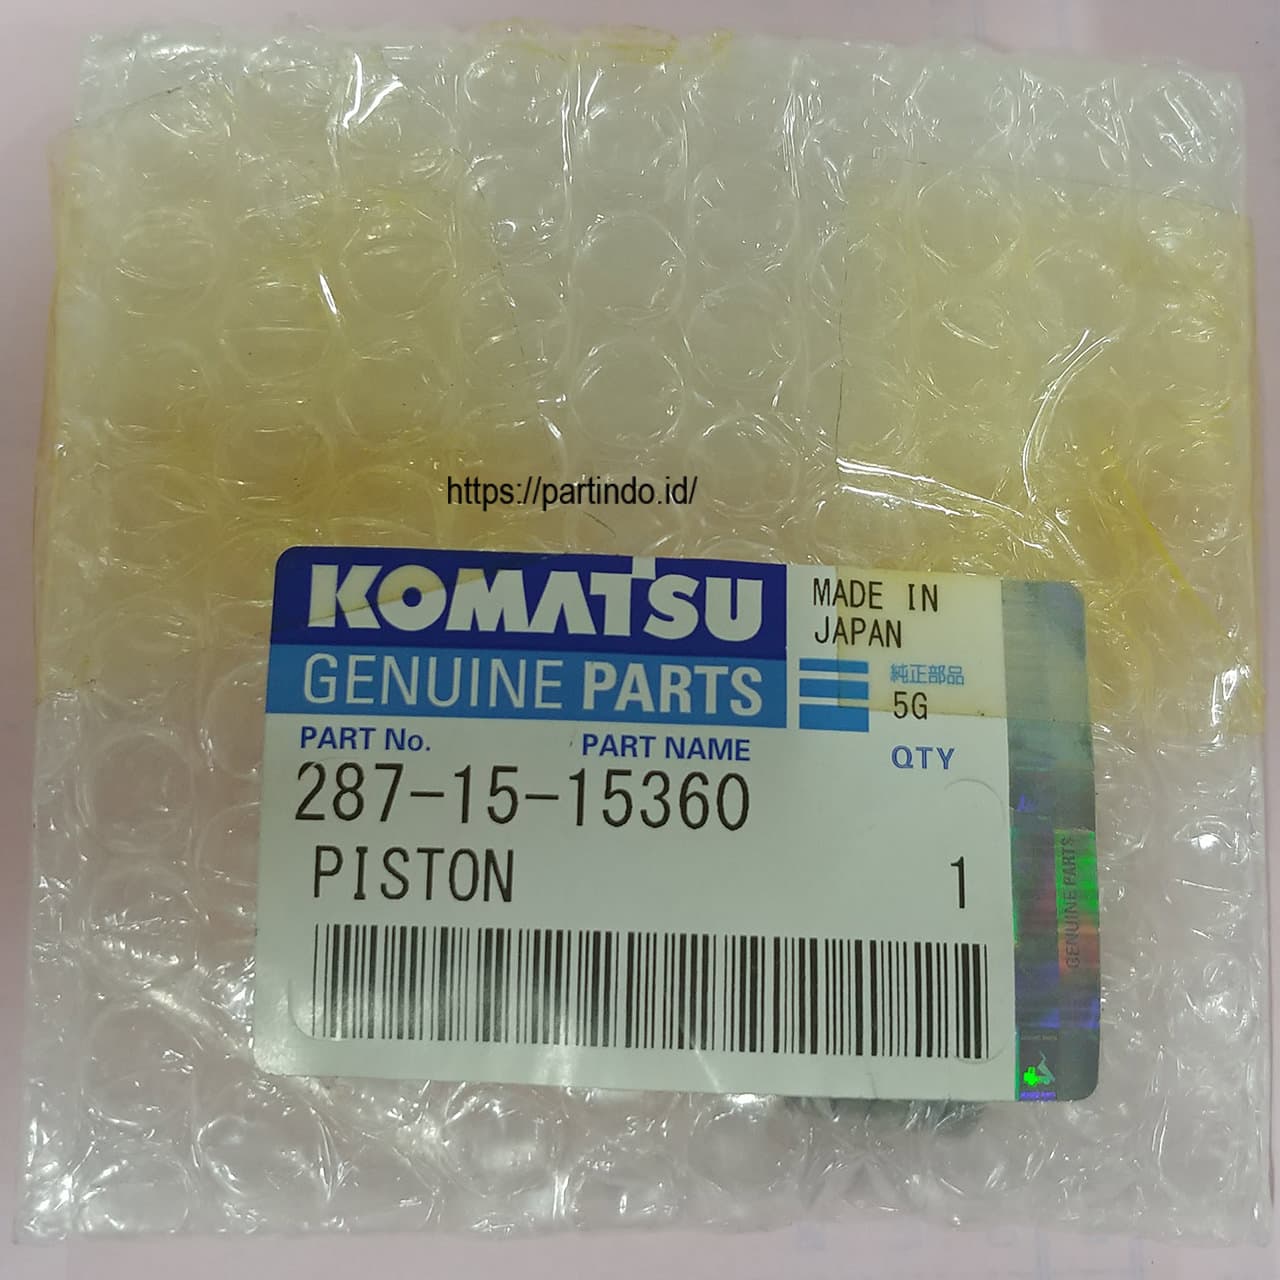 https://partindo.id/
KOMATSU
GENUINE PARTS
MADE IN
JAPAN
純正部品
5G
PART No.
PART NAME
QTY
287-15-15360
PISTON
1
GENUINE PARTS